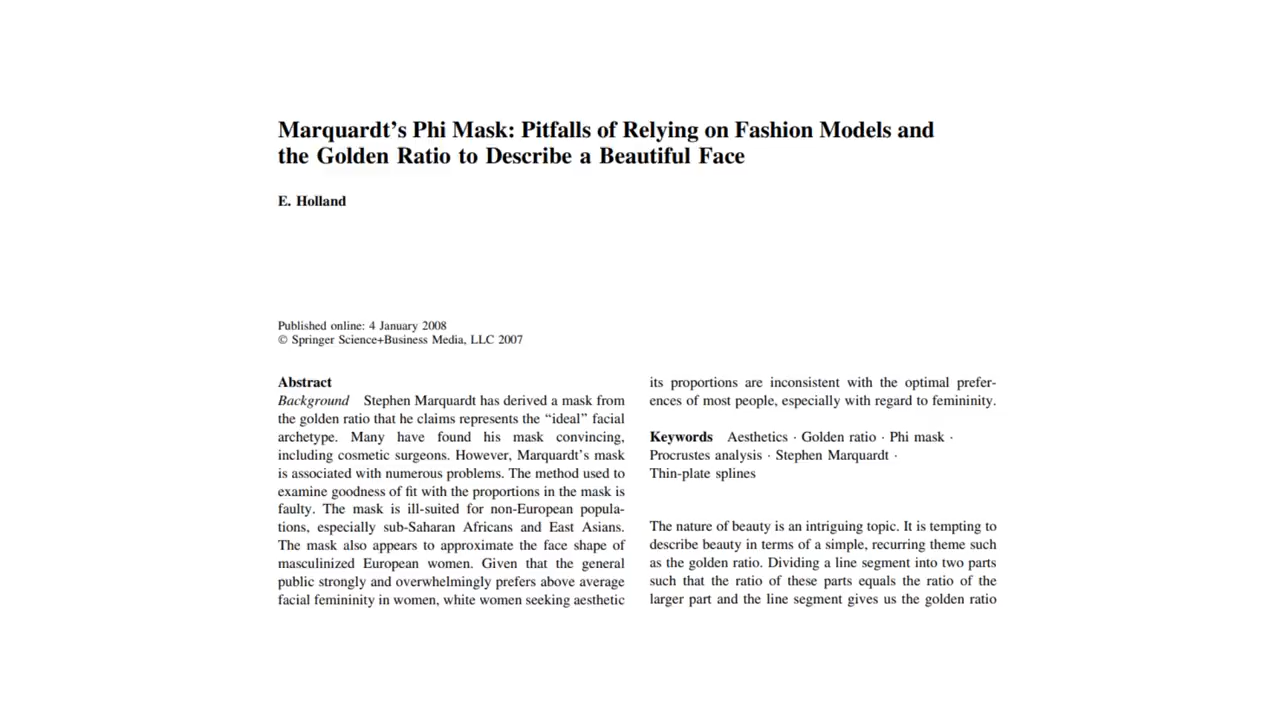 Marquardt's Phi Mask: Pitfalls of Relying on Fashion Models and
the Golden Ratio to Describe a Beautiful Face
E. Holland
Published online: 4 January 2008
© Springer Science+Business Media, LLC 2007
Abstract
Background Stephen Marquardt has derived a mask from
the golden ratio that he claims represents the ‘‘ideal’’ facial
archetype. Many have found his mask convincing,
including cosmetic surgeons. However, Marquardt's mask
is associated with numerous problems. The method used to
examine goodness of fit with the proportions in the mask is
faulty. The mask is ill-suited for non-European popula-
tions, especially sub-Saharan Africans and East Asians.
The mask also appears to approximate the face shape of
masculinized European women. Given that the general
public strongly and overwhelmingly prefers above average
facial femininity in women, white women seeking aesthetic
its proportions are inconsistent with the optimal prefer-
ences of most people, especially with regard to femininity.
Keywords Aesthetics · Golden ratio · Phi mask ·
Procrustes analysis · Stephen Marquardt ·
Thin-plate splines
The nature of beauty is an intriguing topic. It is tempting to
describe beauty in terms of a simple, recurring theme such
as the golden ratio. Dividing a line segment into two parts
such that the ratio of these parts equals the ratio of the
larger part and the line segment gives us the golden ratio